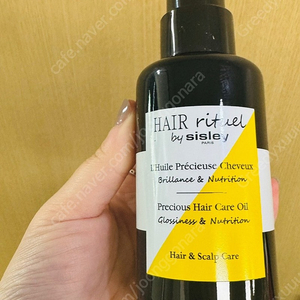 HAIR rituel
by sisley
PARIS
L'Huile Précieuse Cheveux
Brillance & Nutrition
Precious Hair Care Oil
Glossiness & Nutrition
Hair & Scalp Care